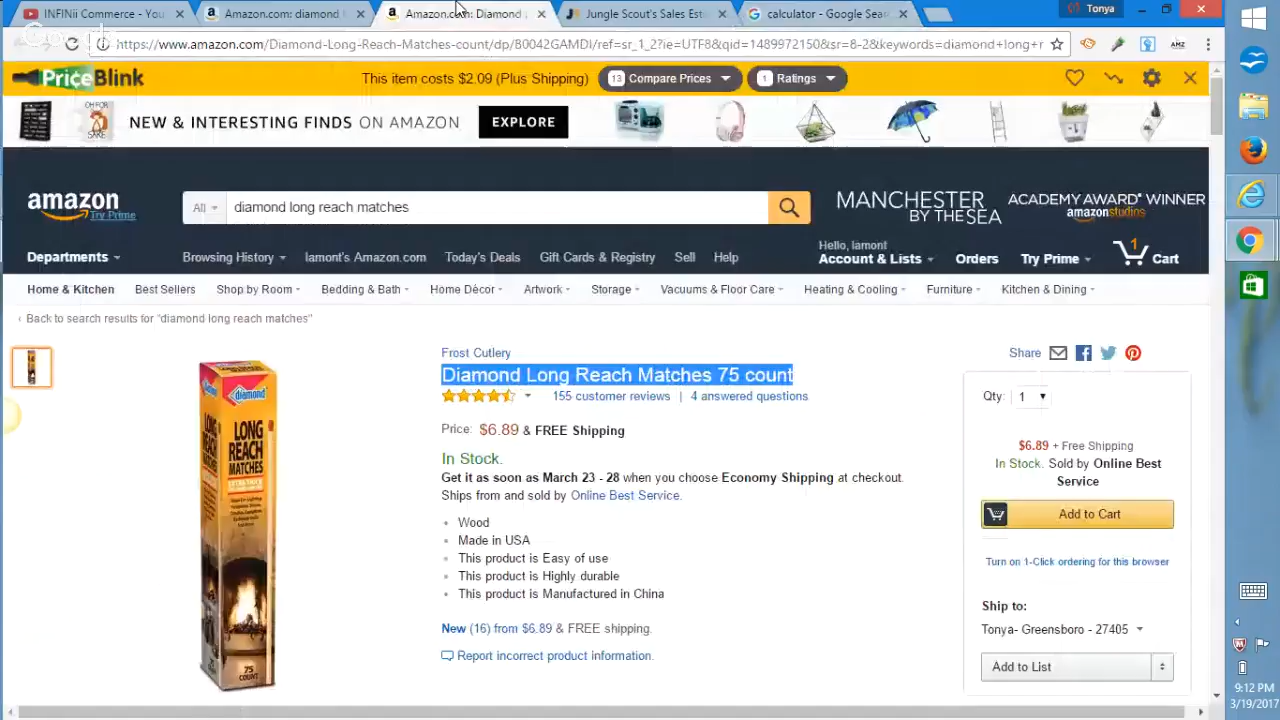 INFINii Commerce - You
Amazon.com: diamond l
Amazon.com: Diamond
Jungle Scout's Sales Est
calculator - Google Sear
Tonya
https://www.amazon.com/Diamond-Long-Reach-Matches-count/dp/B0042GAMDI/ref=sr_1_2?ie=UTF8&qid=1489972150&sr=8-2&keywords=diamond+long+r
AMZ
PriceBlink
This item costs $2.09 (Plus Shipping)
13 Compare Prices
1 Ratings
NEW & INTERESTING FINDS ON AMAZON
EXPLORE
amazon
Try Prime
All
diamond long reach matches
MANCHESTER
BY THE SEA
ACADEMY AWARD WINNER
amazonstudios
Departments
Browsing History
lamont's Amazon.com
Today's Deals
Gift Cards & Registry
Sell
Help
Hello, lamont
Account & Lists
Orders
Try Prime
1
Cart
Home & Kitchen
Best Sellers
Shop by Room
Bedding & Bath
Home Décor
Artwork
Storage
Vacuums & Floor Care
Heating & Cooling
Furniture
Kitchen & Dining
‹ Back to search results for "diamond long reach matches"
diamond
LONG
REACH
MATCHES
75
COUNT
Frost Cutlery
Diamond Long Reach Matches 75 count
155 customer reviews | 4 answered questions
Price: $6.89 & FREE Shipping
In Stock.
Get it as soon as March 23 - 28 when you choose Economy Shipping at checkout.
Ships from and sold by Online Best Service.
Wood
Made in USA
This product is Easy of use
This product is Highly durable
This product is Manufactured in China
New (16) from $6.89 & FREE shipping.
Report incorrect product information.
Share
Qty: 1
$6.89 + Free Shipping
In Stock. Sold by Online Best
Service
Add to Cart
Turn on 1-Click ordering for this browser
Ship to:
Tonya- Greensboro - 27405
Add to List
9:12 PM
3/19/2017